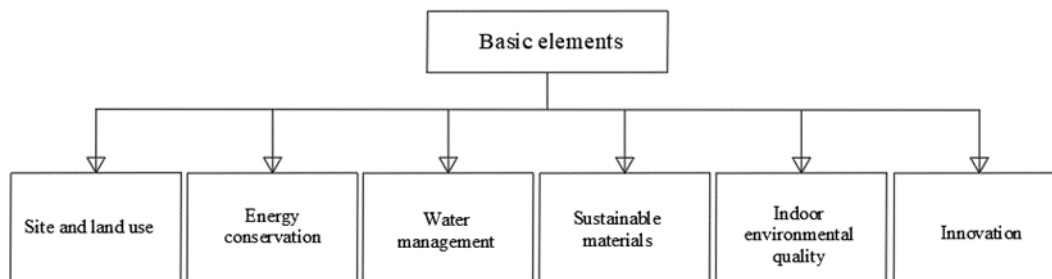 Basic elements
Site and land use
Energy
conservation
Water
management
Sustainable
materials
Indoor
environmental
quality
Innovation